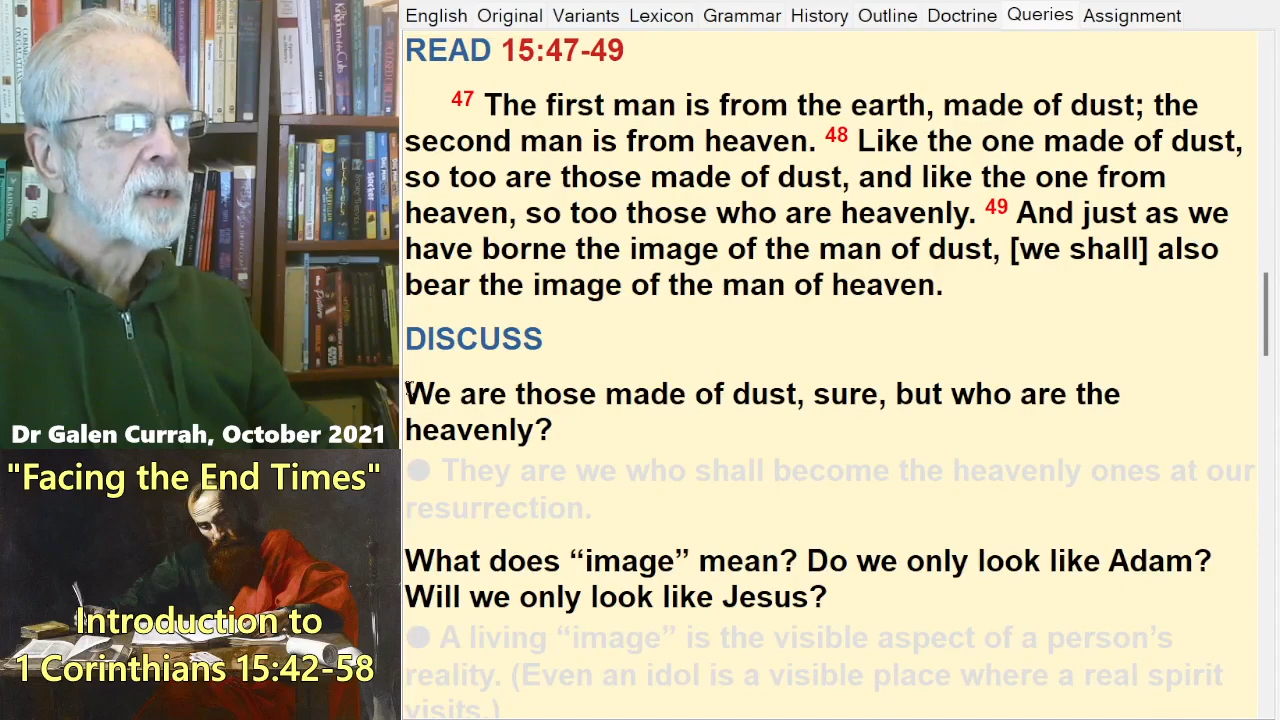 English Original Variants Lexicon Grammar History Outline Doctrine Queries Assignment
READ 15:47-49
47 The first man is from the earth, made of dust; the
second man is from heaven. 48 Like the one made of dust,
so too are those made of dust, and like the one from
heaven, so too those who are heavenly. 49 And just as we
have borne the image of the man of dust, [we shall] also
bear the image of the man of heaven.
DISCUSS
We are those made of dust, sure, but who are the
heavenly?
● They are we who shall become the heavenly ones at our
resurrection.
What does “image” mean? Do we only look like Adam?
Will we only look like Jesus?
● A living “image” is the visible aspect of a person’s
reality. (Even an idol is a visible place where a real spirit
visits.)
Dr Galen Currah, October 2021
"Facing the End Times"
Introduction to
1 Corinthians 15:42-58